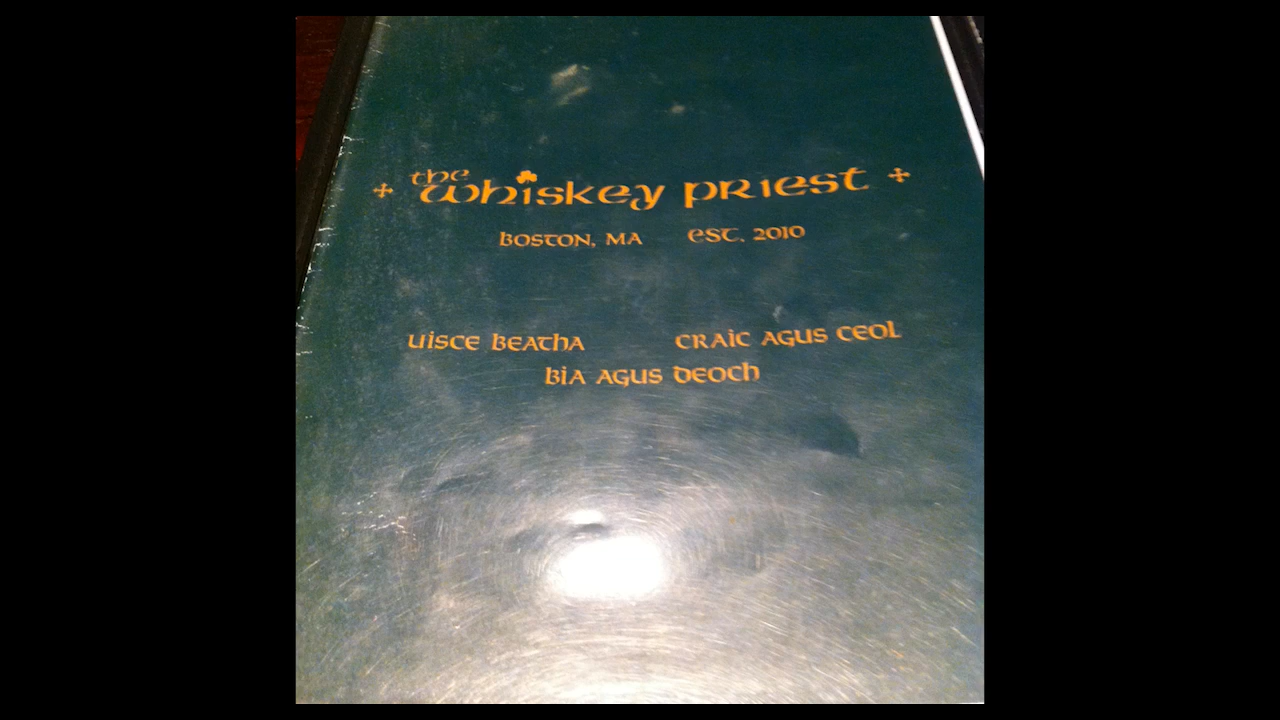 the whiskey priest
Boston, MA est. 2010
uisce beatha craic agus ceol
bia agus deoch